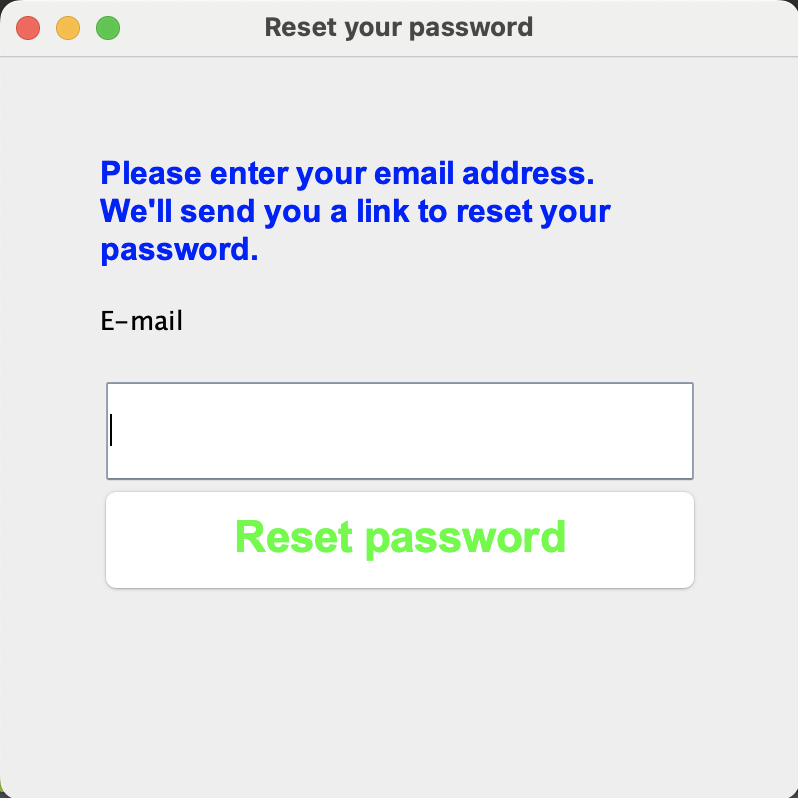 Reset your password
Please enter your email address.
We'll send you a link to reset your
password.
E-mail
Reset password